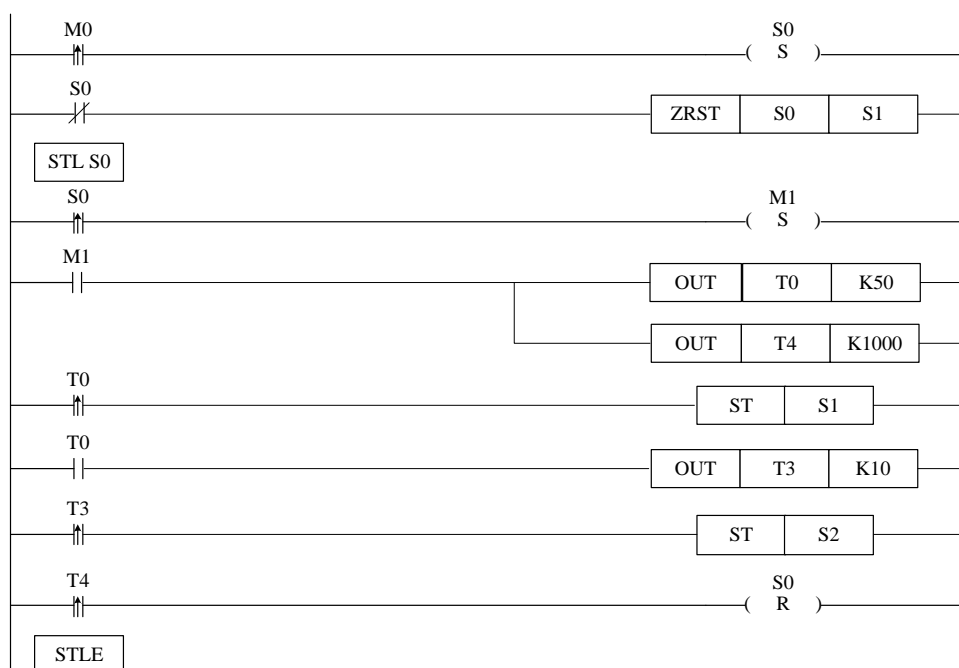 M0 S0
( S )
S0
ZRST S0 S1
STL S0
S0 M1
( S )
M1
OUT T0 K50
OUT T4 K1000
T0
ST S1
T0
OUT T3 K10
T3
ST S2
T4 S0
( R )
STLE